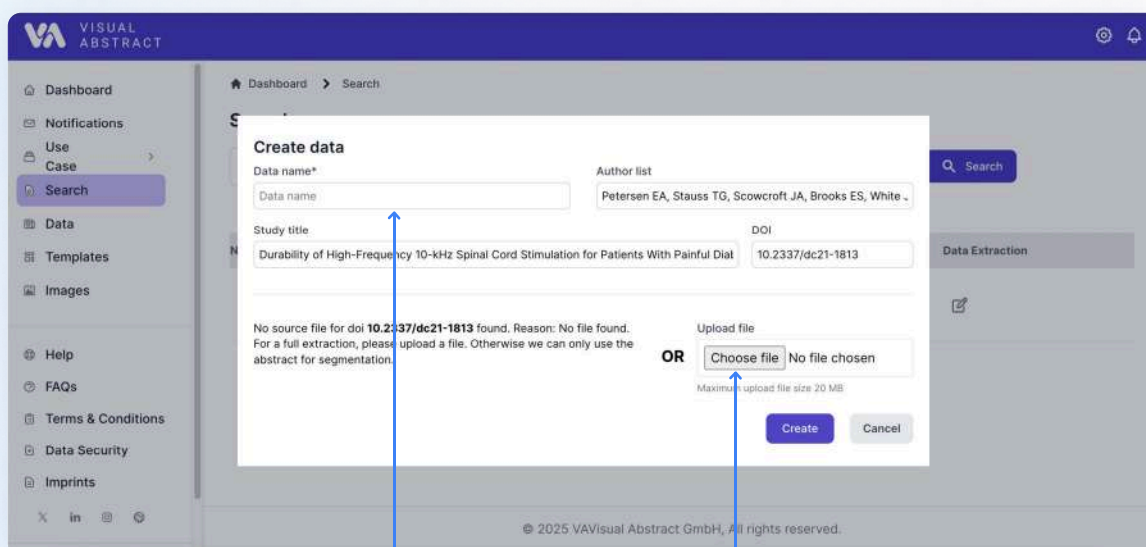 VISUAL
ABSTRACT
Dashboard
Notifications
Use
Case
Search
Data
Templates
Images
Help
FAQs
Terms & Conditions
Data Security
Imprints
Dashboard > Search
Search
Data Extraction
Create data
Data name*
Author list
Data name
Petersen EA, Stauss TG, Scowcroft JA, Brooks ES, White
Study title
DOI
Durability of High-Frequency 10-kHz Spinal Cord Stimulation for Patients With Painful Dial
10.2337/dc21-1813
No source file for doi 10.2337/dc21-1813 found. Reason: No file found.
For a full extraction, please upload a file. Otherwise we can only use the
abstract for segmentation.
OR
Upload file
Choose file No file chosen
Maximum upload file size 20 MB
Create
Cancel
© 2025 VAVisual Abstract GmbH, All rights reserved.